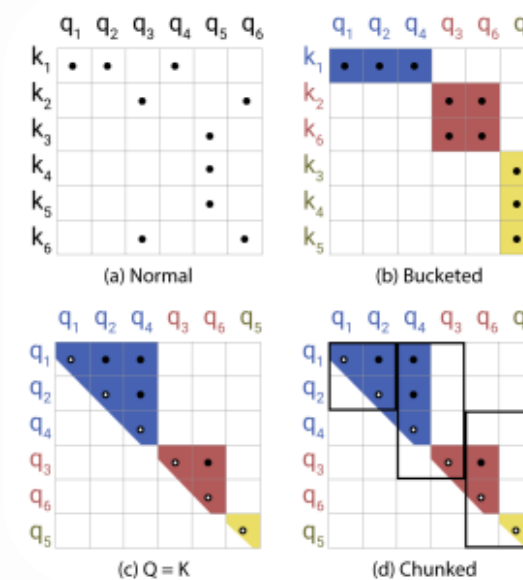 q1 q2 q3 q4 q5 q6
k1
k2
k3
k4
k5
k6
(a) Normal
q1 q2 q4 q3 q6
k1
k2
k6
k3
k4
k5
(b) Bucketed
q1 q2 q4 q3 q6 q5
q1
q2
q4
q3
q6
q5
(c) Q = K
q1 q2 q4 q3 q6
q1
q2
q4
q3
q6
q5
(d) Chunked